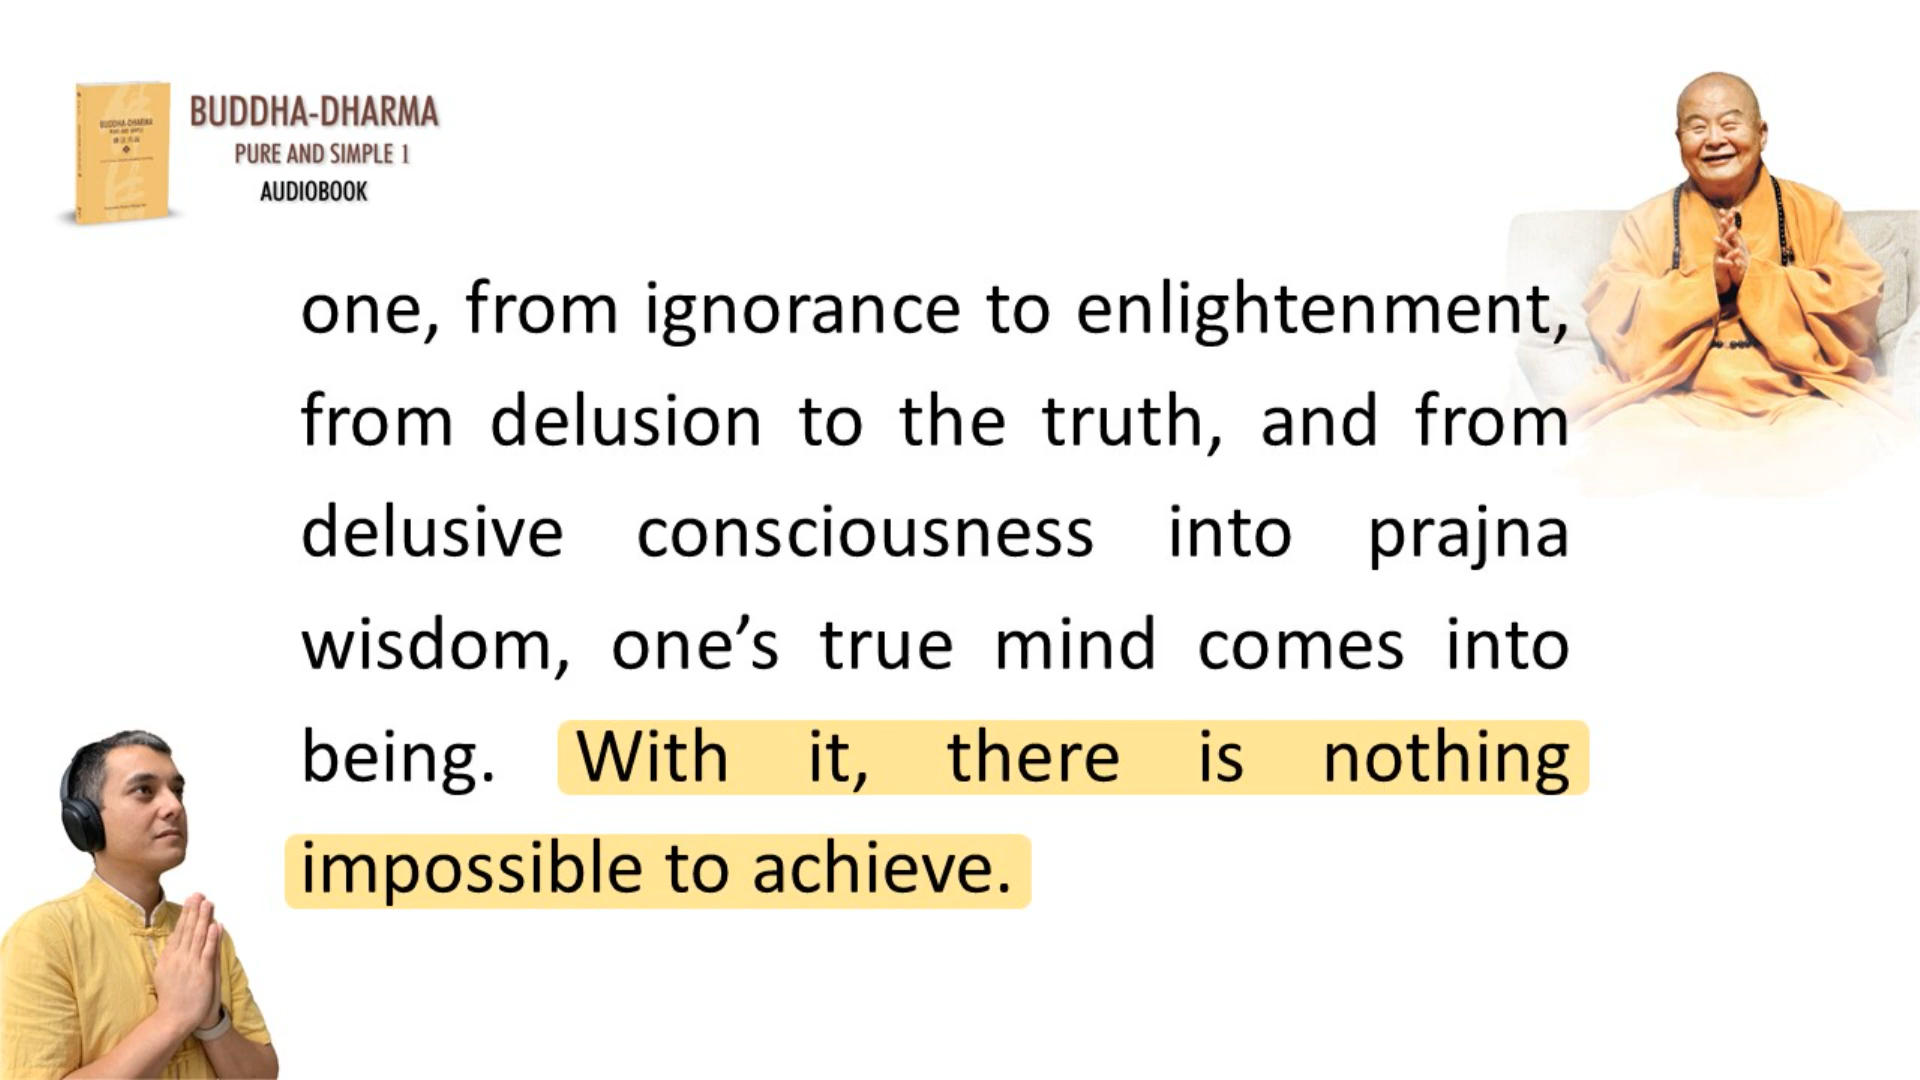 BUDDHA-DHARMA
PURE AND SIMPLE 1
AUDIOBOOK
BUDDHA-DHARMA
one, from ignorance to enlightenment,
from delusion to the truth, and from
delusive consciousness into prajna
wisdom, one’s true mind comes into
being. With it, there is nothing
impossible to achieve.